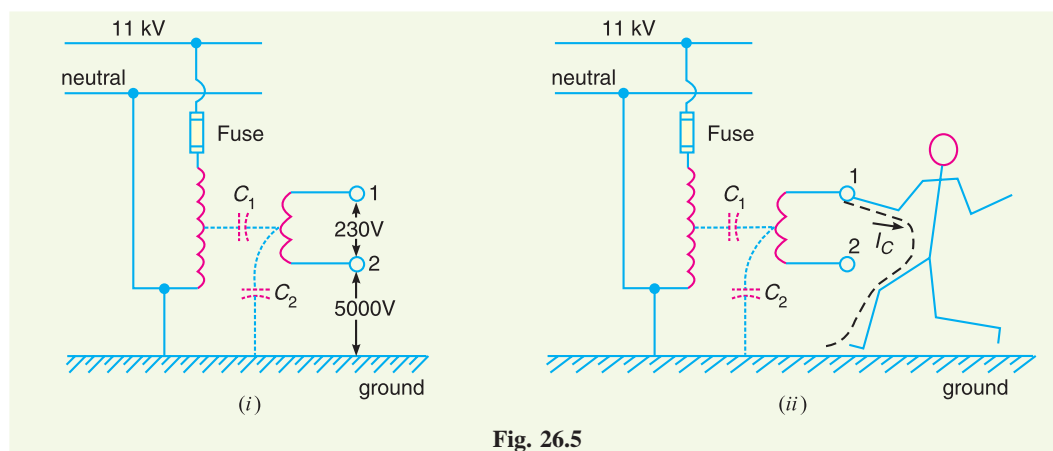 11 kV
neutral
Fuse
C1
1
230V
2
C2
5000V
ground
(i)
11 kV
neutral
Fuse
C1
1
IC
2
C2
ground
(ii)
Fig. 26.5